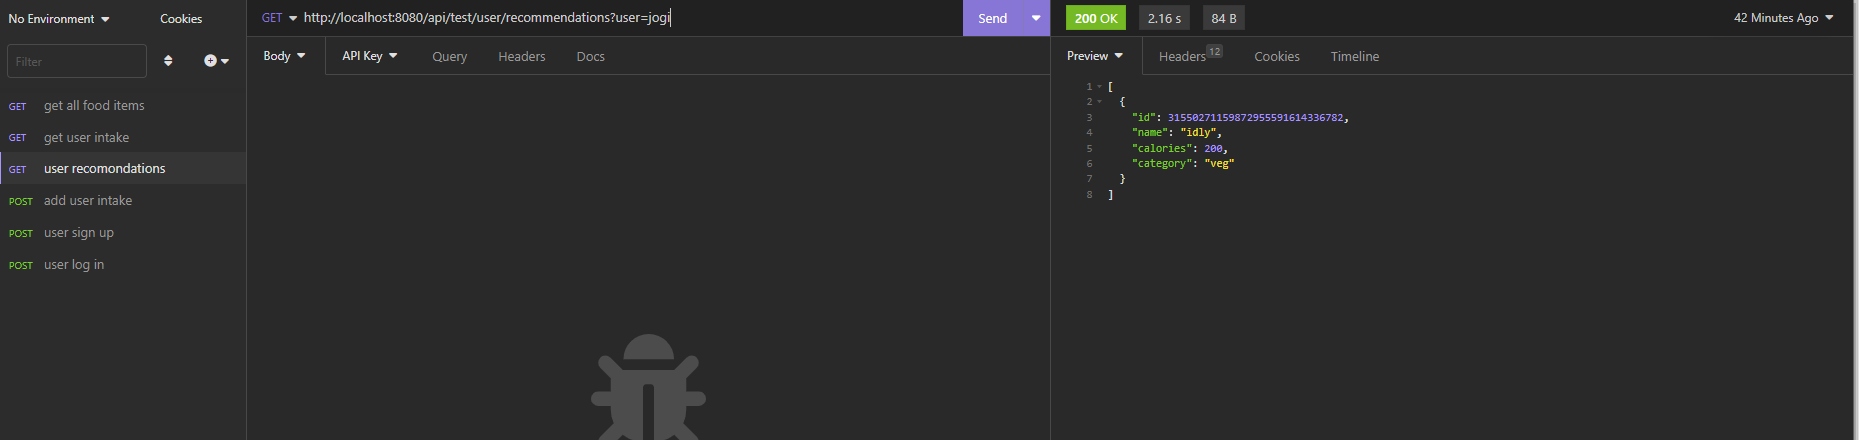 No Environment Cookies
Filter
GET get all food items
GET get user intake
GET user recomondations
POST add user intake
POST user sign up
POST user log in
GET http://localhost:8080/api/test/user/recommendations?user=jogi Send
Body API Key Query Headers Docs
200 OK 2.16 s 84 B 42 Minutes Ago
Preview Headers 12 Cookies Timeline
1 [
2 {
3 "id": 31550271159872955591614336782,
4 "name": "idly",
5 "calories": 200,
6 "category": "veg"
7 }
8 ]